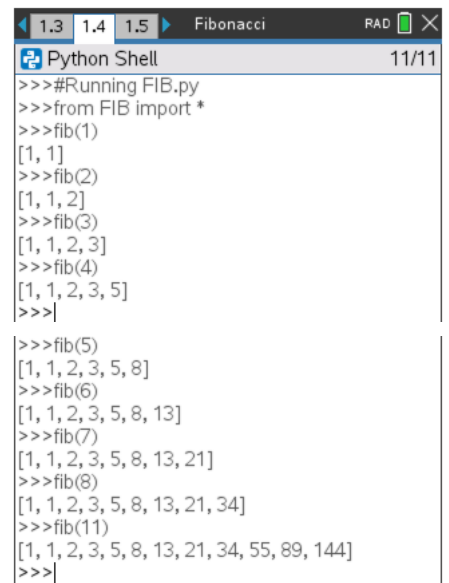 1.3 1.4 1.5 Fibonacci RAD
Python Shell 11/11
>>>#Running FIB.py
>>>from FIB import *
>>>fib(1)
[1, 1]
>>>fib(2)
[1, 1, 2]
>>>fib(3)
[1, 1, 2, 3]
>>>fib(4)
[1, 1, 2, 3, 5]
>>>
>>>fib(5)
[1, 1, 2, 3, 5, 8]
>>>fib(6)
[1, 1, 2, 3, 5, 8, 13]
>>>fib(7)
[1, 1, 2, 3, 5, 8, 13, 21]
>>>fib(8)
[1, 1, 2, 3, 5, 8, 13, 21, 34]
>>>fib(11)
[1, 1, 2, 3, 5, 8, 13, 21, 34, 55, 89, 144]
>>>